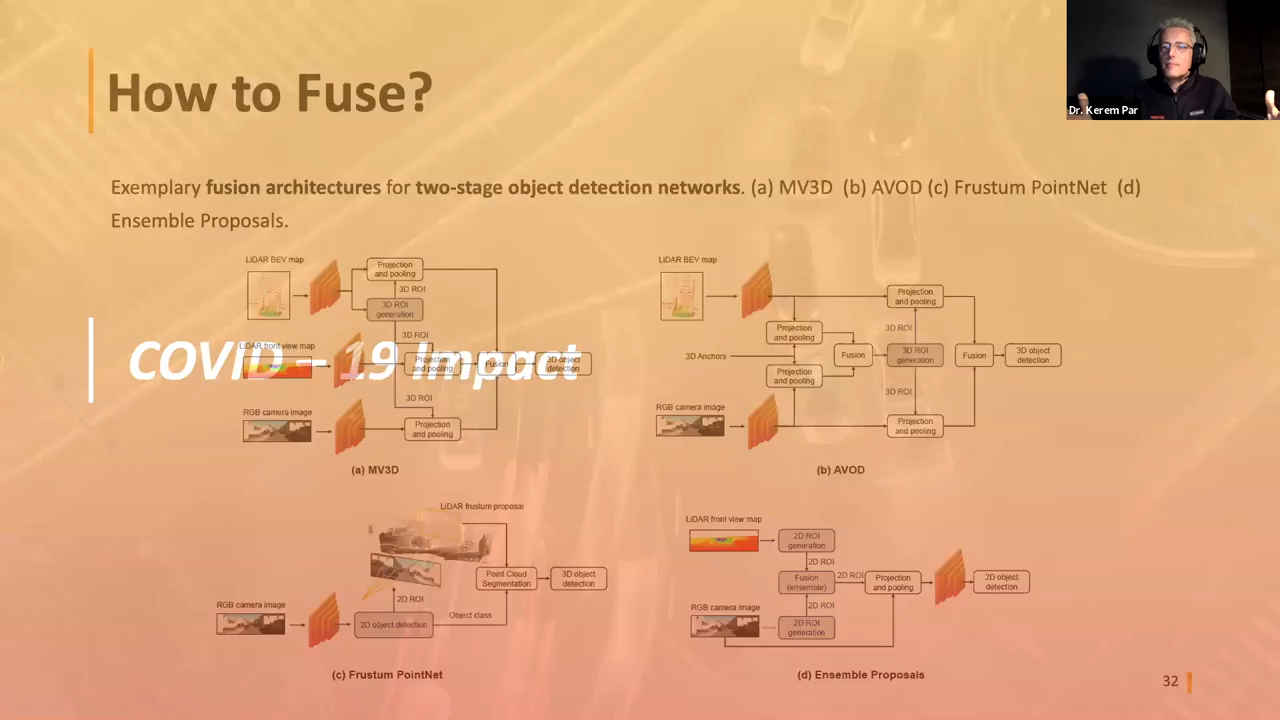 Dr. Kerem Par
How to Fuse?
Exemplary fusion architectures for two-stage object detection networks. (a) MV3D (b) AVOD (c) Frustum PointNet (d)
Ensemble Proposals.
LiDAR BEV map
Projection
and pooling
3D ROI
3D ROI
generation
3D ROI
LiDAR front view map
COVID – 19 Impact
Projection
and pooling
Fusion
3D object
detection
3D ROI
RGB camera image
Projection
and pooling
(a) MV3D
LiDAR BEV map
Projection
and pooling
Projection
and pooling
3D ROI
3D Anchors
Fusion
3D ROI
generation
Fusion
3D object
detection
Projection
and pooling
3D ROI
RGB camera image
Projection
and pooling
(b) AVOD
LiDAR frustum proposal
Point Cloud
Segmentation
3D object
detection
2D ROI
RGB camera image
Object class
2D object detection
(c) Frustum PointNet
LiDAR front view map
2D ROI
generation
2D ROI
Fusion
(ensemble)
2D ROI
Projection
and pooling
2D object
detection
2D ROI
RGB camera image
2D ROI
generation
(d) Ensemble Proposals
32